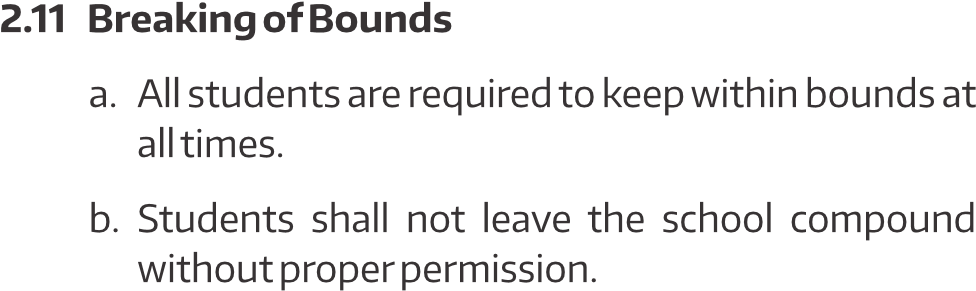 2.11 Breaking of Bounds
a. All students are required to keep within bounds at
all times.
b. Students shall not leave the school compound
without proper permission.